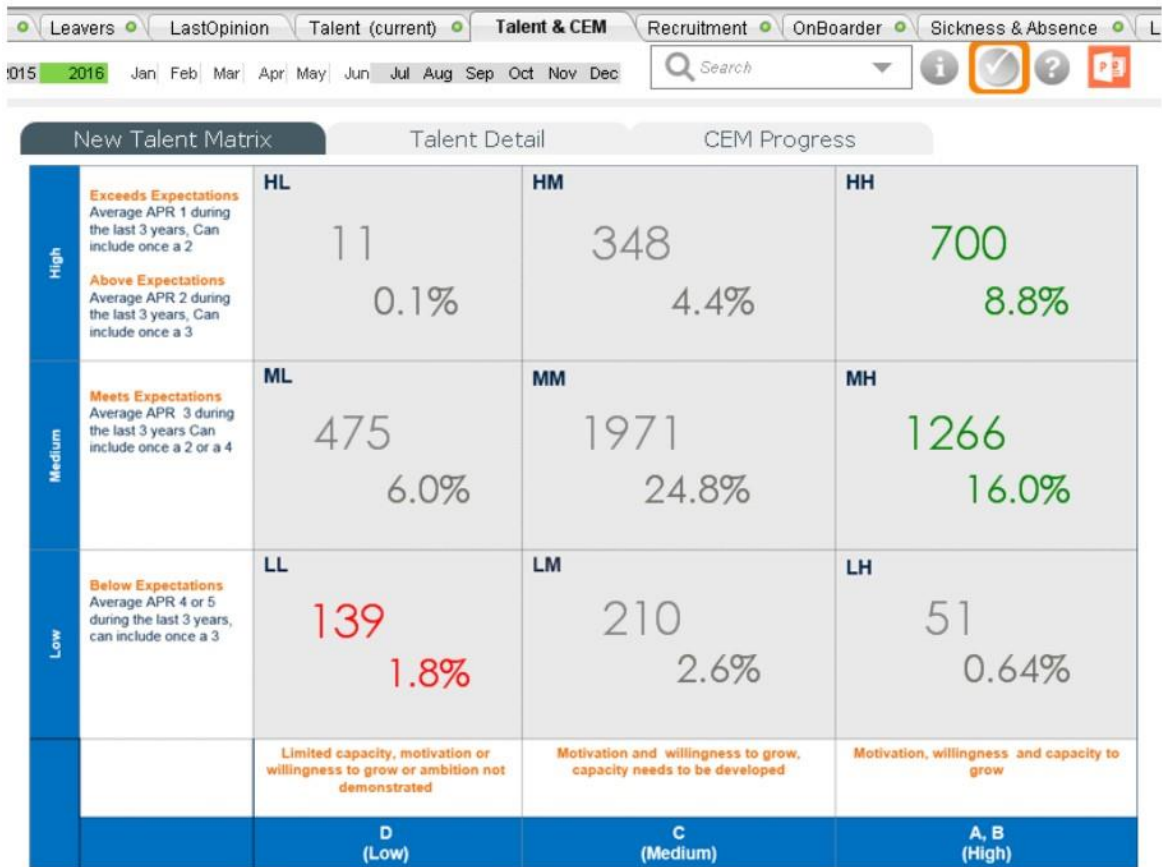 Leavers LastOpinion Talent (current) Talent & CEM Recruitment OnBoarder Sickness & Absence L
2015 2016 Jan Feb Mar Apr May Jun Jul Aug Sep Oct Nov Dec Search i ?
New Talent Matrix Talent Detail CEM Progress
High
Exceeds Expectations
Average APR 1 during
the last 3 years, Can
include once a 2
Above Expectations
Average APR 2 during
the last 3 years, Can
include once a 3
HL
11
0.1%
HM
348
4.4%
HH
700
8.8%
Medium
Meets Expectations
Average APR 3 during
the last 3 years Can
include once a 2 or a 4
ML
475
6.0%
MM
1971
24.8%
MH
1266
16.0%
Low
Below Expectations
Average APR 4 or 5
during the last 3 years,
can include once a 3
LL
139
1.8%
LM
210
2.6%
LH
51
0.64%
Limited capacity, motivation or
willingness to grow or ambition not
demonstrated
Motivation and willingness to grow,
capacity needs to be developed
Motivation, willingness and capacity to
grow
D
(Low)
C
(Medium)
A, B
(High)